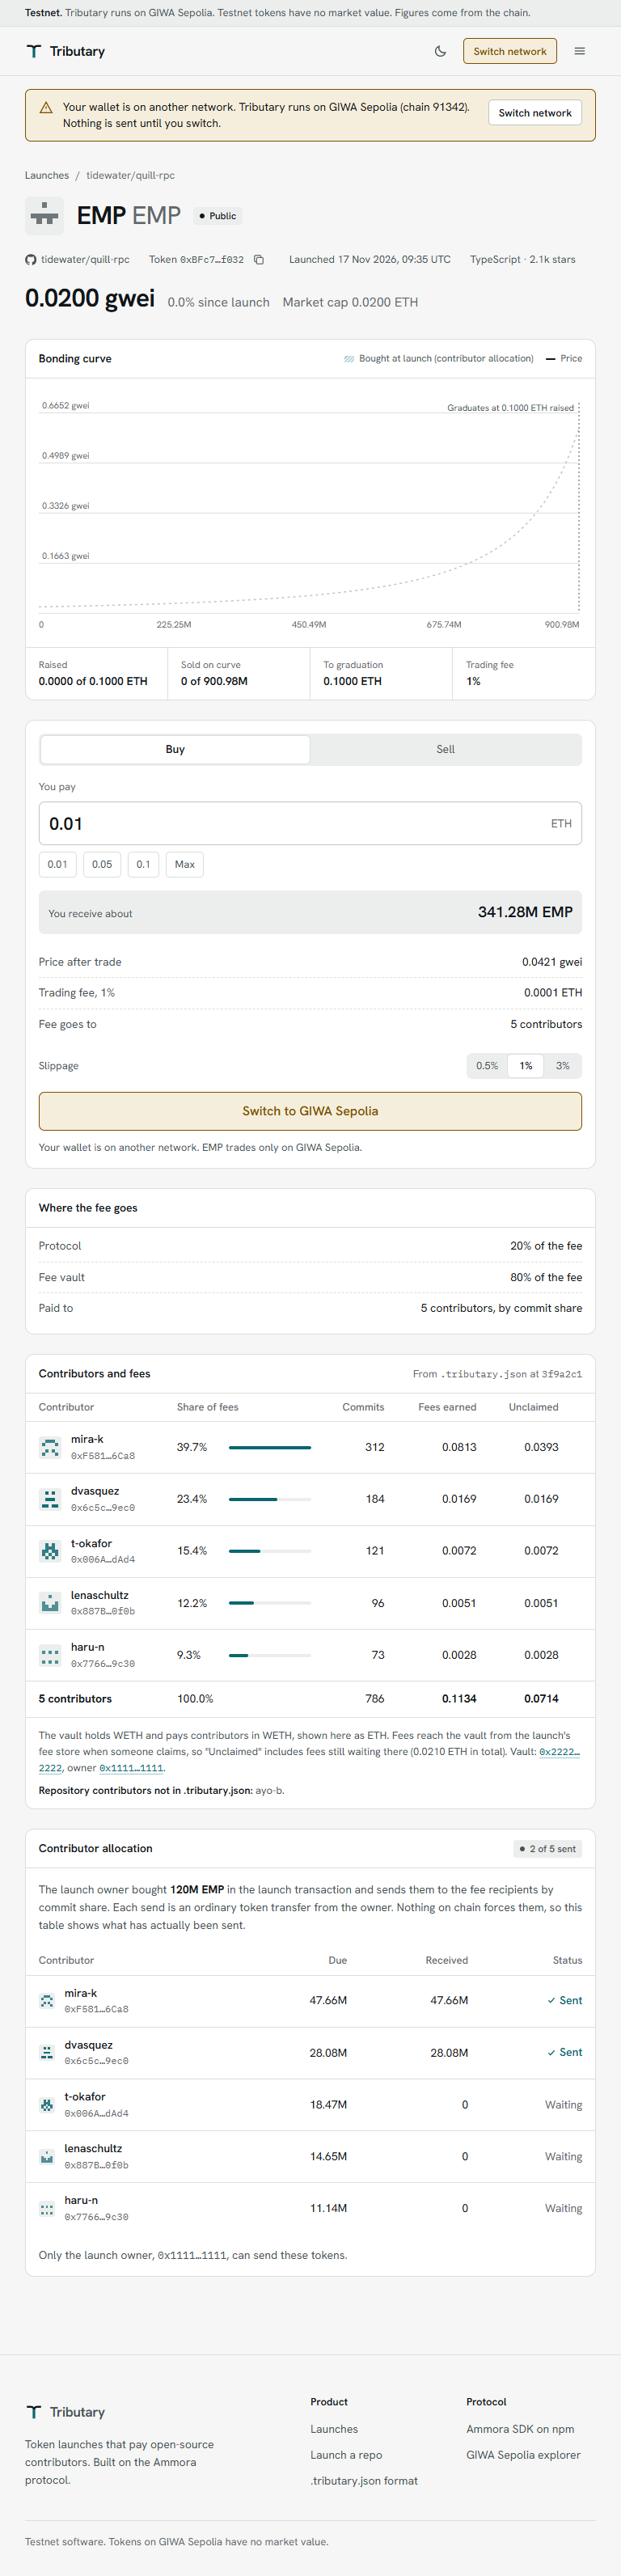 Testnet. Tributary runs on GIWA Sepolia. Testnet tokens have no market value. Figures come from the chain.
Tributary
Switch network
Your wallet is on another network. Tributary runs on GIWA Sepolia (chain 91342).
Nothing is sent until you switch.
Switch network
Launches / tidewater/quill-rpc
EMP EMP
Public
tidewater/quill-rpc
Token 0xBFc7…f032
Launched 17 Nov 2026, 09:35 UTC
TypeScript · 2.1k stars
0.0200 gwei
0.0% since launch
Market cap 0.0200 ETH
Bonding curve
Bought at launch (contributor allocation)
Price
Graduates at 0.1000 ETH raised
0.6652 gwei
0.4989 gwei
0.3326 gwei
0.1663 gwei
0 225.25M 450.49M 675.74M 900.98M
Raised
0.0000 of 0.1000 ETH
Sold on curve
0 of 900.98M
To graduation
0.1000 ETH
Trading fee
1%
Buy
Sell
You pay
0.01 ETH
0.01 0.05 0.1 Max
You receive about 341.28M EMP
Price after trade 0.0421 gwei
Trading fee, 1% 0.0001 ETH
Fee goes to 5 contributors
Slippage 0.5% 1% 3%
Switch to GIWA Sepolia
Your wallet is on another network. EMP trades only on GIWA Sepolia.
Where the fee goes
Protocol 20% of the fee
Fee vault 80% of the fee
Paid to 5 contributors, by commit share
Contributors and fees
From .tributary.json at 3f9a2c1
Contributor Share of fees Commits Fees earned Unclaimed
mira-k
0xF581…6Ca8
39.7% 312 0.0813 0.0393
dvasquez
0x6c5c…9ec0
23.4% 184 0.0169 0.0169
t-okafor
0x006A…dAd4
15.4% 121 0.0072 0.0072
lenaschultz
0x887B…0f0b
12.2% 96 0.0051 0.0051
haru-n
0x7766…9c30
9.3% 73 0.0028 0.0028
5 contributors 100.0% 786 0.1134 0.0714
The vault holds WETH and pays contributors in WETH, shown here as ETH. Fees reach the vault from the launch's
fee store when someone claims, so "Unclaimed" includes fees still waiting there (0.0210 ETH in total). Vault: 0x2222…
2222, owner 0x1111…1111.
Repository contributors not in .tributary.json: ayo-b.
Contributor allocation
2 of 5 sent
The launch owner bought 120M EMP in the launch transaction and sends them to the fee recipients by
commit share. Each send is an ordinary token transfer from the owner. Nothing on chain forces them, so this
table shows what has actually been sent.
Contributor Due Received Status
mira-k
0xF581…6Ca8
47.66M 47.66M Sent
dvasquez
0x6c5c…9ec0
28.08M 28.08M Sent
t-okafor
0x006A…dAd4
18.47M 0 Waiting
lenaschultz
0x887B…0f0b
14.65M 0 Waiting
haru-n
0x7766…9c30
11.14M 0 Waiting
Only the launch owner, 0x1111…1111, can send these tokens.
Tributary
Token launches that pay open-source
contributors. Built on the Ammora
protocol.
Product
Launches
Launch a repo
.tributary.json format
Protocol
Ammora SDK on npm
GIWA Sepolia explorer
Testnet software. Tokens on GIWA Sepolia have no market value.